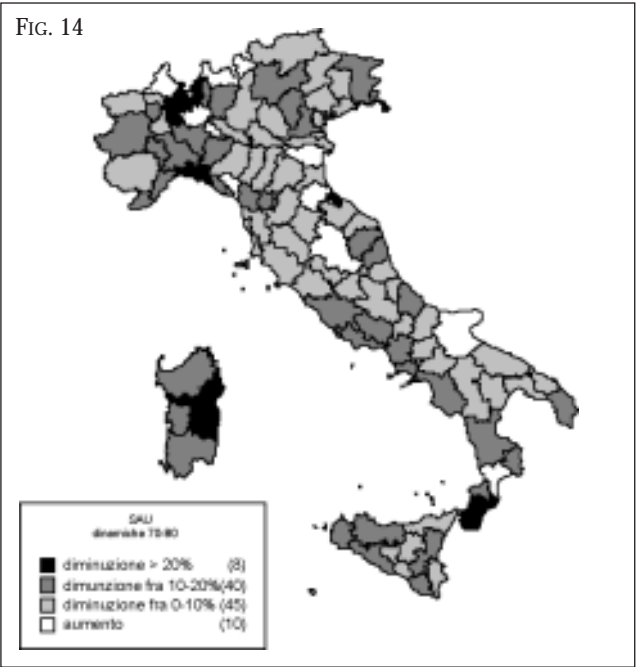 FIG. 14
SAU
dinamiche 70-80
diminuzione > 20% (8)
dimunzione fra 10-20%(40)
diminuzione fra 0-10% (45)
aumento (10)